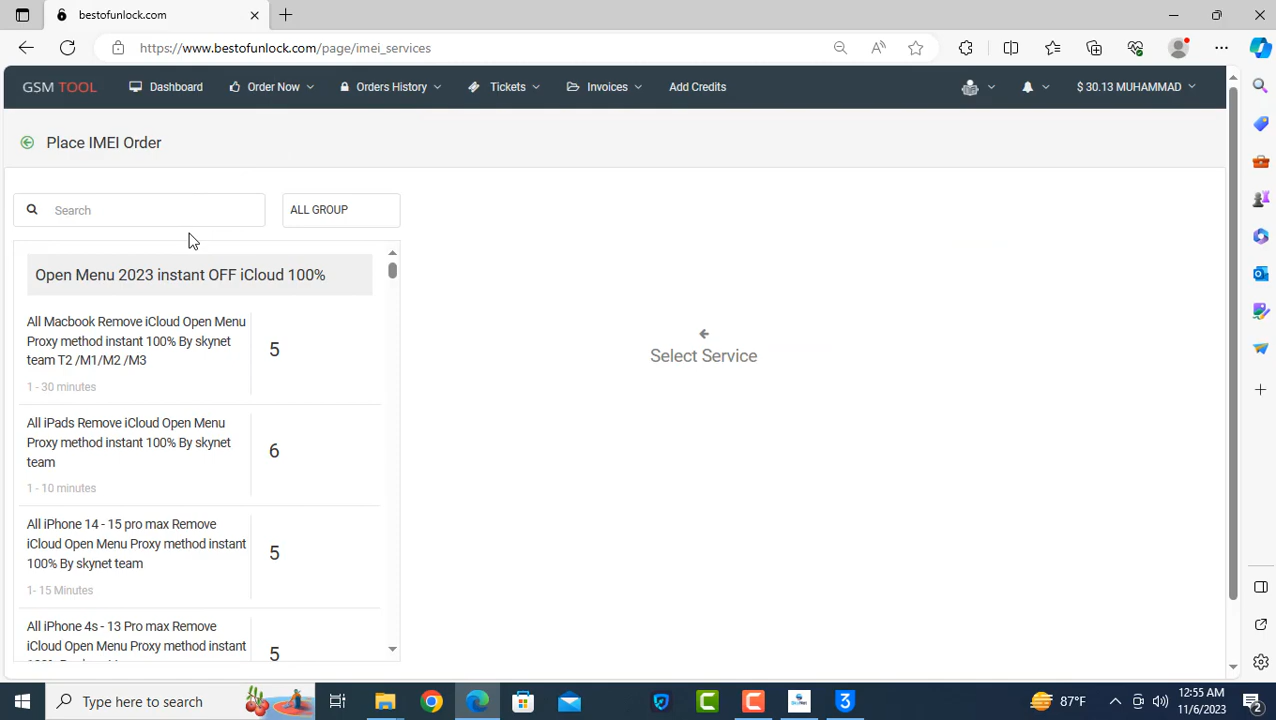 bestofunlock.com
https://www.bestofunlock.com/page/imei_services
GSM TOOL Dashboard Order Now Orders History Tickets Invoices Add Credits $ 30.13 MUHAMMAD
Place IMEI Order
Search ALL GROUP
Open Menu 2023 instant OFF iCloud 100%
All Macbook Remove iCloud Open Menu
Proxy method instant 100% By skynet
team T2 /M1/M2 /M3
5
1 - 30 minutes
All iPads Remove iCloud Open Menu
Proxy method instant 100% By skynet
team
6
1 - 10 minutes
All iPhone 14 - 15 pro max Remove
iCloud Open Menu Proxy method instant
100% By skynet team
5
1- 15 Minutes
All iPhone 4s - 13 Pro max Remove
iCloud Open Menu Proxy method instant
5
Select Service
Type here to search
87°F
12:55 AM
11/6/2023
2